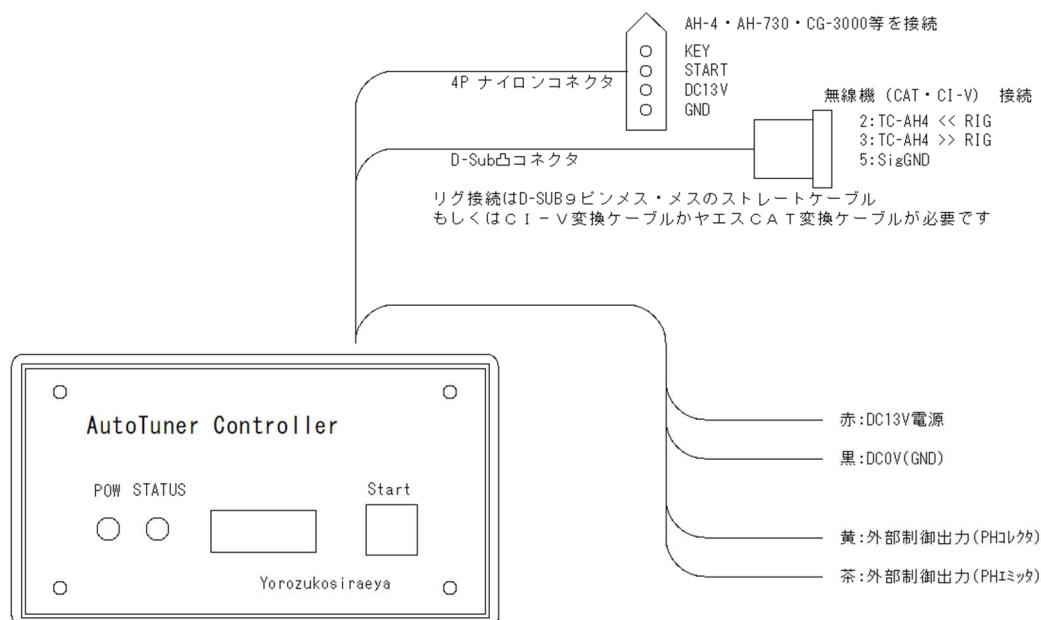 AH-4・AH-730・CG-3000等を接続
KEY
START
DC13V
GND
4P ナイロンコネクタ
無線機（CAT・CI-V） 接続
2:TC-AH4 << RIG
3:TC-AH4 >> RIG
5:SigGND
D-Sub凸コネクタ
リグ接続はD-SUB９ピンメス・メスのストレートケーブル
もしくはＣＩ－Ｖ変換ケーブルかヤエスＣＡＴ変換ケーブルが必要です
AutoTuner Controller
POW STATUS
Start
Yorozukosiraeya
赤:DC13V電源
黒:DC0V(GND)
黄:外部制御出力(PHｺﾚｸﾀ)
茶:外部制御出力(PHｴﾐｯﾀ)